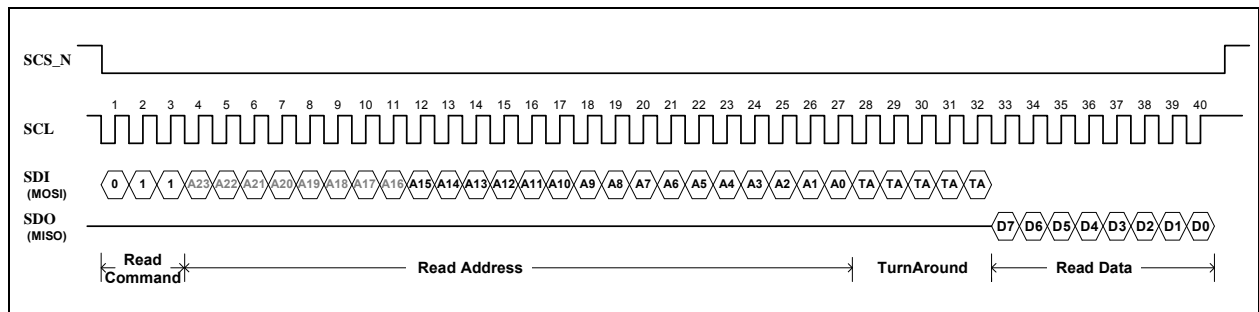 SCS_N
1 2 3 4 5 6 7 8 9 10 11 12 13 14 15 16 17 18 19 20 21 22 23 24 25 26 27 28 29 30 31 32 33 34 35 36 37 38 39 40
SCL
SDI 0 1 1 A23 A22 A21 A20 A19 A18 A17 A16 A15 A14 A13 A12 A11 A10 A9 A8 A7 A6 A5 A4 A3 A2 A1 A0 TA TA TA TA TA
(MOSI)
SDO D7 D6 D5 D4 D3 D2 D1 D0
(MISO)
Read
Command
Read Address
TurnAround
Read Data